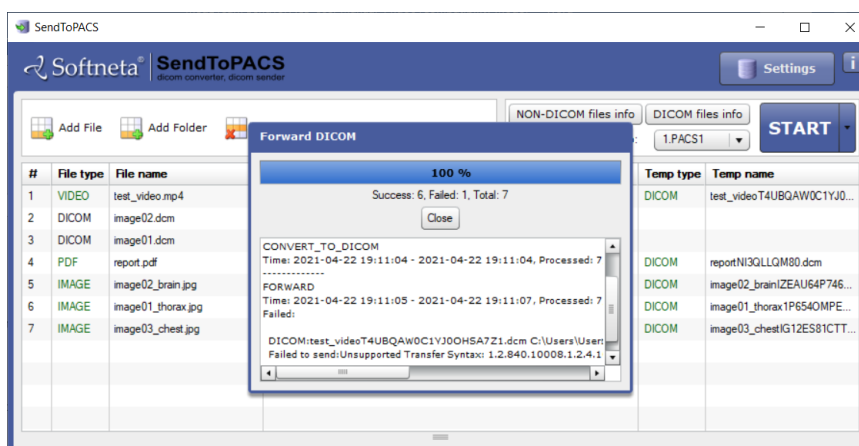 SendToPACS
Softneta® SendToPACS
dicom converter, dicom sender
Settings
i
Add File Add Folder
NON-DICOM files info DICOM files info
START
1.PACS1
Forward DICOM
100 %
Success: 6, Failed: 1, Total: 7
Close
CONVERT_TO_DICOM
Time: 2021-04-22 19:11:04 - 2021-04-22 19:11:04, Processed: 7
-------------
FORWARD
Time: 2021-04-22 19:11:05 - 2021-04-22 19:11:07, Processed: 7
Failed:
DICOM:test_videoT4UBQAW0C1YJ0OHSA7Z1.dcm C:\Users\User
Failed to send:Unsupported Transfer Syntax: 1.2.840.10008.1.2.4.1
# File type File name Temp type Temp name
1 VIDEO test_video.mp4 DICOM test_videoT4UBQAW0C1YJ0...
2 DICOM image02.dcm
3 DICOM image01.dcm
4 PDF report.pdf DICOM reportNI3QLLQM80.dcm
5 IMAGE image02_brain.jpg DICOM image02_brainIZEAU64P746...
6 IMAGE image01_thorax.jpg DICOM image01_thorax1P654OMPE...
7 IMAGE image03_chest.jpg DICOM image03_chestIG12ES81CTT...